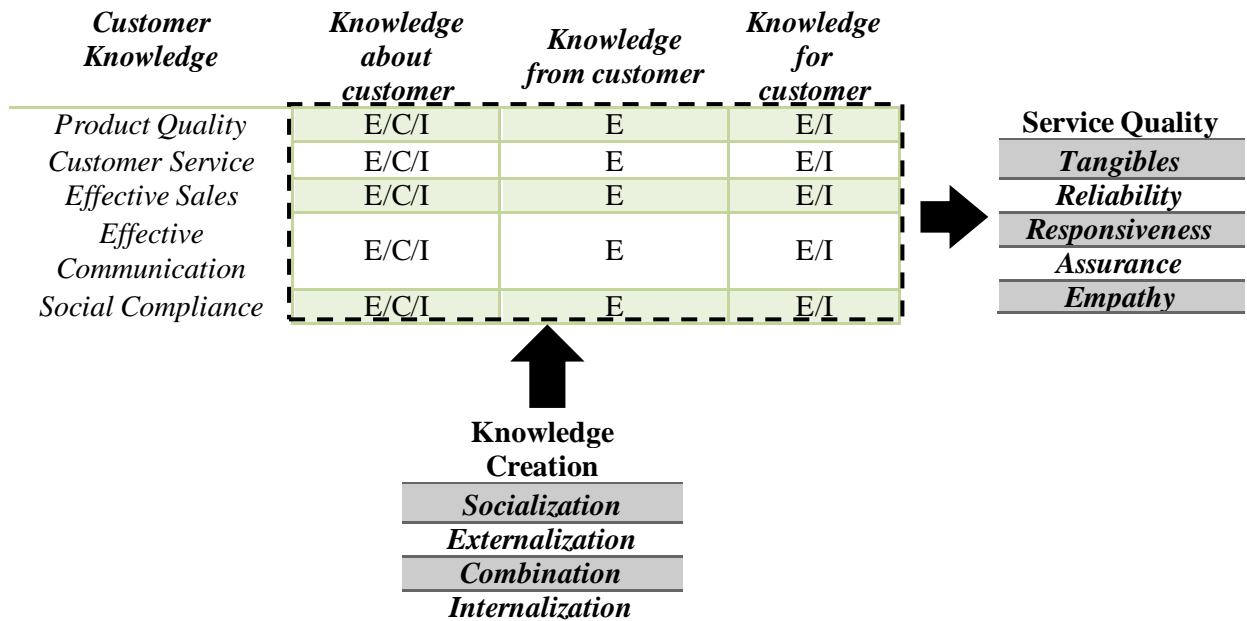 Customer
Knowledge
Knowledge
about
customer
Knowledge
from customer
Knowledge
for
customer
Product Quality
E/C/I
E
E/I
Customer Service
E/C/I
E
E/I
Effective Sales
E/C/I
E
E/I
Effective
Communication
E/C/I
E
E/I
Social Compliance
E/C/I
E
E/I
Service Quality
Tangibles
Reliability
Responsiveness
Assurance
Empathy
Knowledge
Creation
Socialization
Externalization
Combination
Internalization